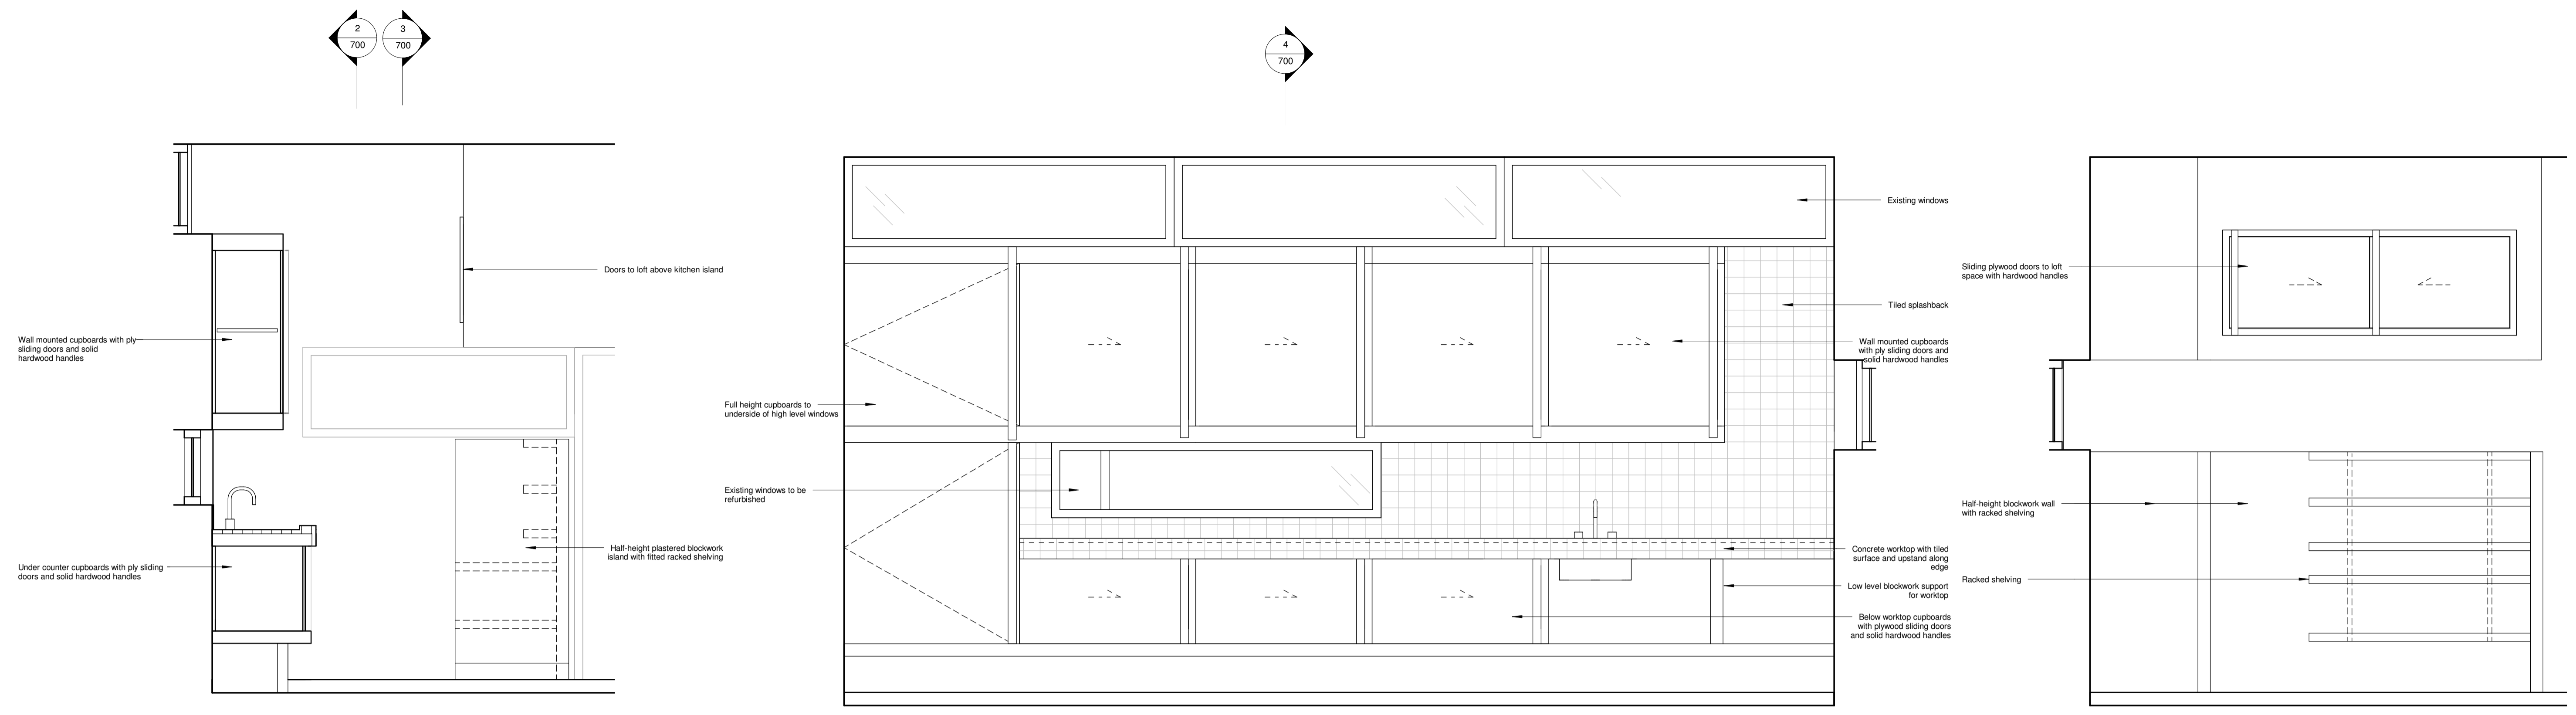 2
700
3
700
4
700
Doors to loft above kitchen island
Wall mounted cupboards with ply
sliding doors and solid
hardwood handles
Half-height plastered blockwork
island with fitted racked shelving
Under counter cupboards with ply sliding
doors and solid hardwood handles
Full height cupboards to
underside of high level windows
Existing windows to be
refurbished
Existing windows
Tiled splashback
Wall mounted cupboards
with ply sliding doors and
solid hardwood handles
Concrete worktop with tiled
surface and upstand along
edge
Low level blockwork support
for worktop
Below worktop cupboards
with plywood sliding doors
and solid hardwood handles
Sliding plywood doors to loft
space with hardwood handles
Half-height blockwork wall
with racked shelving
Racked shelving